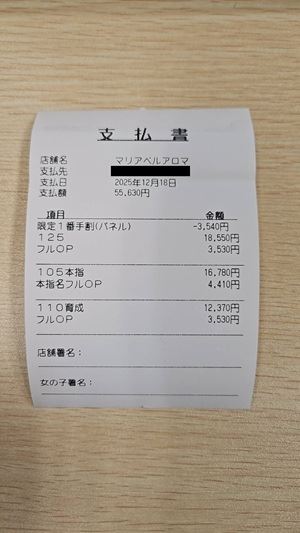 支払書
店舗名 マリアベルアロマ
支払先
支払日 2025年12月18日
支払額 55,630円
項目 金額
限定1番手割(パネル) -3,540円
125 18,550円
フルOP 3,530円
105本指 16,780円
本指名フルOP 4,410円
110育成 12,370円
フルOP 3,530円
店舗署名:
女の子署名: